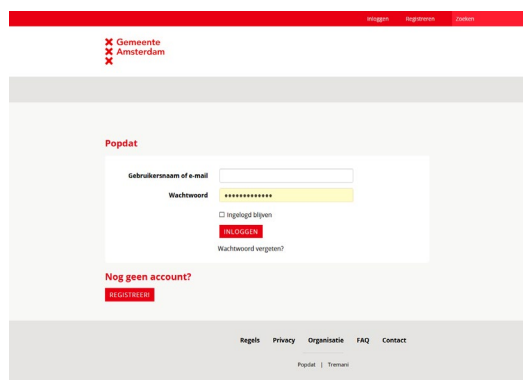 Inloggen Registreren Zoeken
Gemeente
Amsterdam
Popdat
Gebruikersnaam of e-mail
Wachtwoord •••••••••••••
Ingelogd blijven
INLOGGEN
Wachtwoord vergeten?
Nog geen account?
REGISTREER!
Regels Privacy Organisatie FAQ Contact
Popdat | Tremani